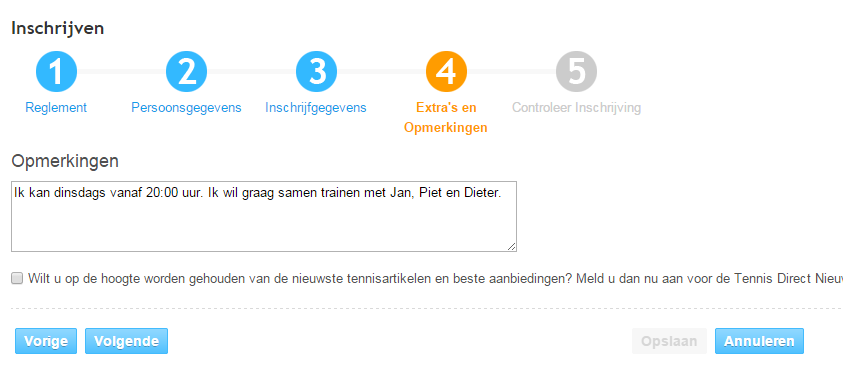 Inschrijven
1 2 3 4 5
Reglement Persoonsgegevens Inschrijfgegevens Extra's en Opmerkingen Controleer Inschrijving
Opmerkingen
Ik kan dinsdags vanaf 20:00 uur. Ik wil graag samen trainen met Jan, Piet en Dieter.
Wilt u op de hoogte worden gehouden van de nieuwste tennisartikelen en beste aanbiedingen? Meld u dan nu aan voor de Tennis Direct
Vorige Volgende Opslaan Annuleren